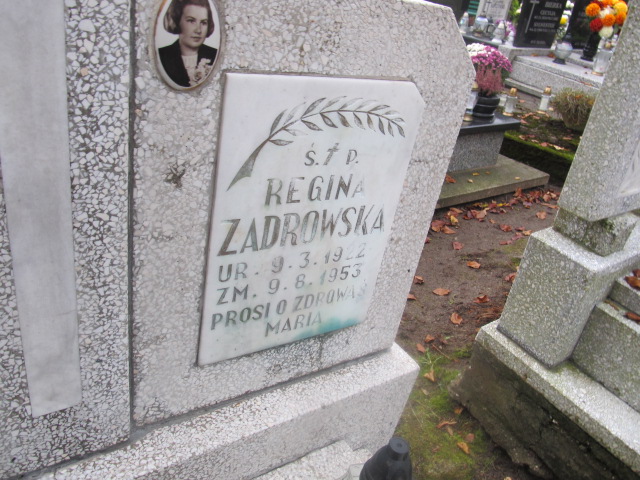 Ś. † P.
REGINA
ZADROWSKA
UR. 9.3.1922
ZM. 9.8.1953
PROSI O ZDROWAŚ
MARIA